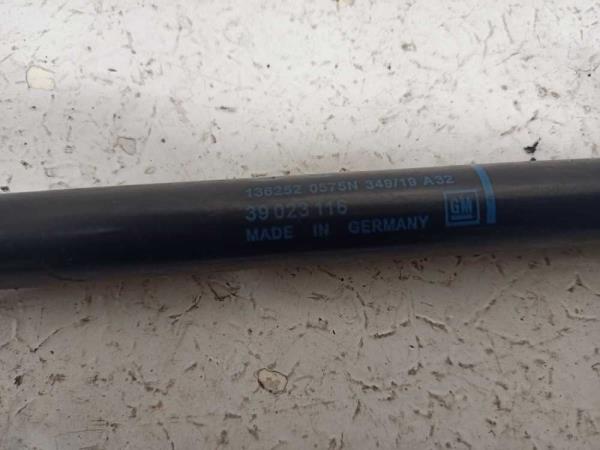 136252 0575N 349/19 A32
39 023 116
MADE IN GERMANY
GM